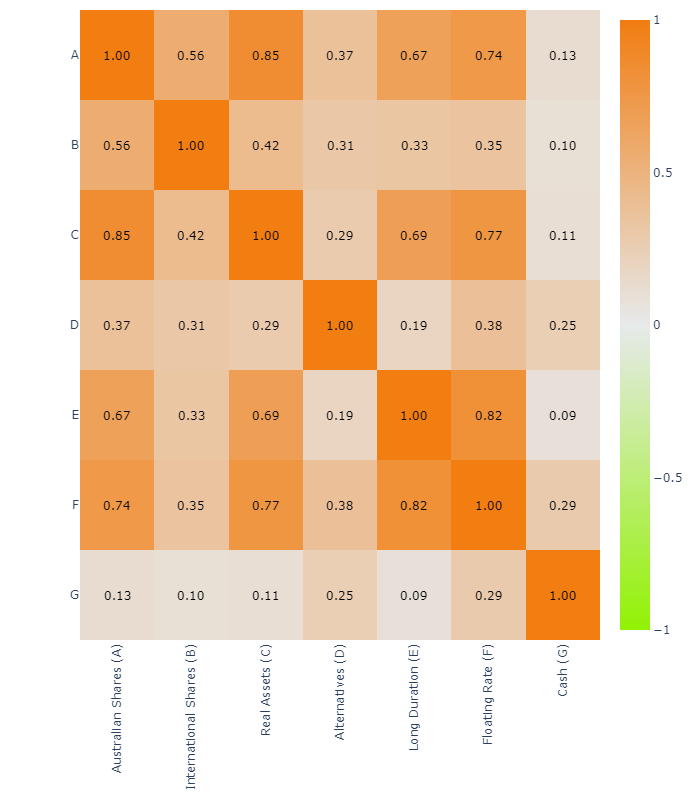 A 1.00 0.56 0.85 0.37 0.67 0.74 0.13
B 0.56 1.00 0.42 0.31 0.33 0.35 0.10
C 0.85 0.42 1.00 0.29 0.69 0.77 0.11
D 0.37 0.31 0.29 1.00 0.19 0.38 0.25
E 0.67 0.33 0.69 0.19 1.00 0.82 0.09
F 0.74 0.35 0.77 0.38 0.82 1.00 0.29
G 0.13 0.10 0.11 0.25 0.09 0.29 1.00
Australian Shares (A)
International Shares (B)
Real Assets (C)
Alternatives (D)
Long Duration (E)
Floating Rate (F)
Cash (G)
1
0.5
0
−0.5
−1